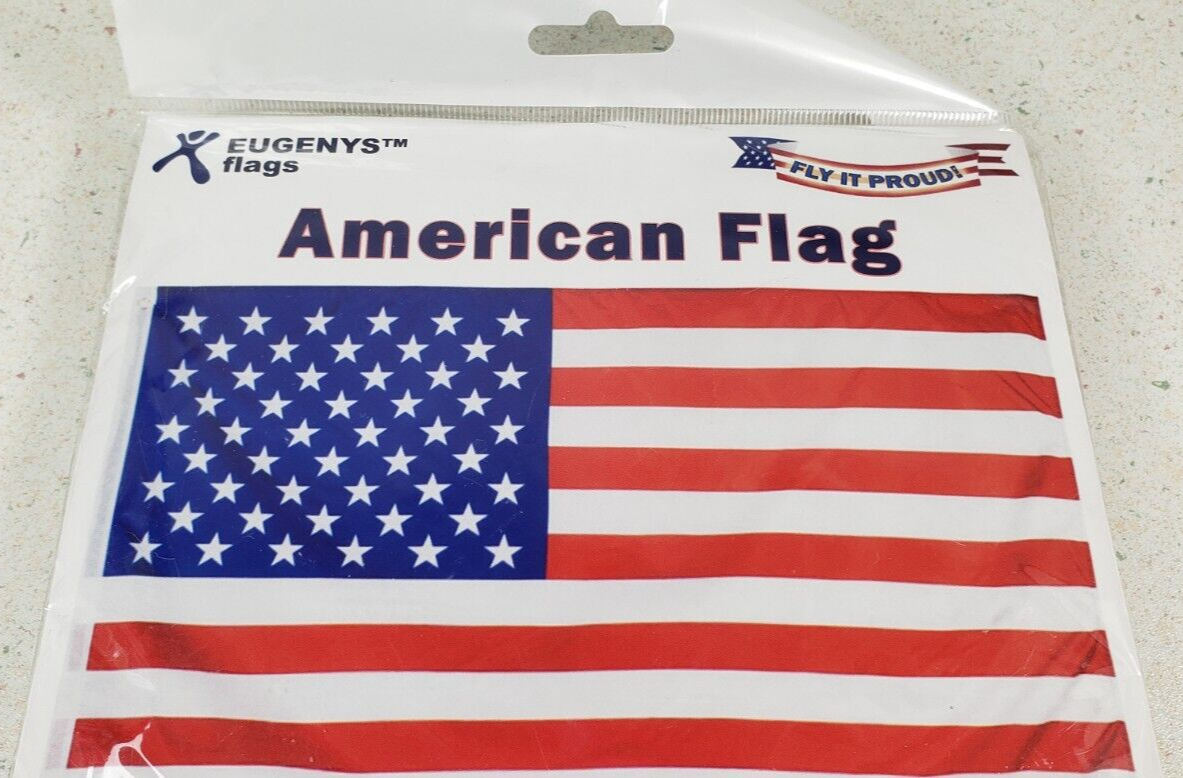 EUGENYS™
flags
FLY IT PROUD!
American Flag